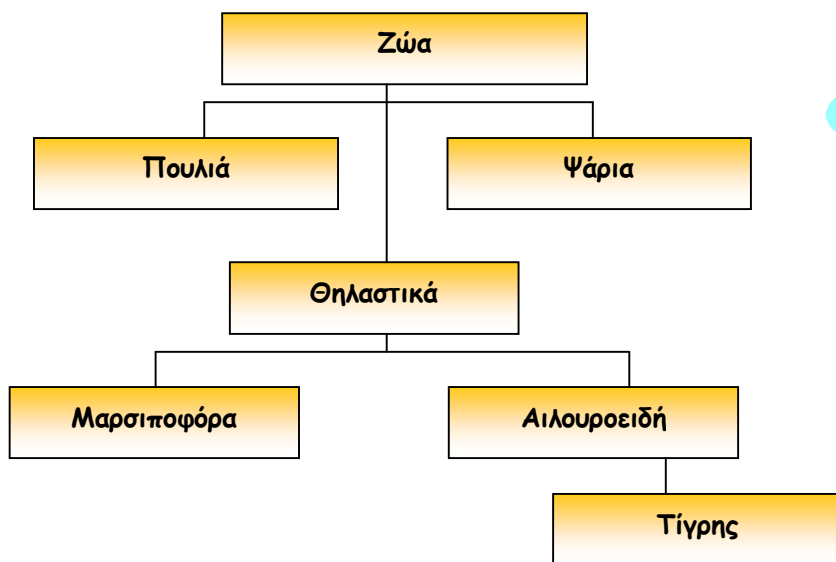 Ζώα
Πουλιά
Ψάρια
Θηλαστικά
Μαρσιποφόρα
Αιλουροειδή
Τίγρης